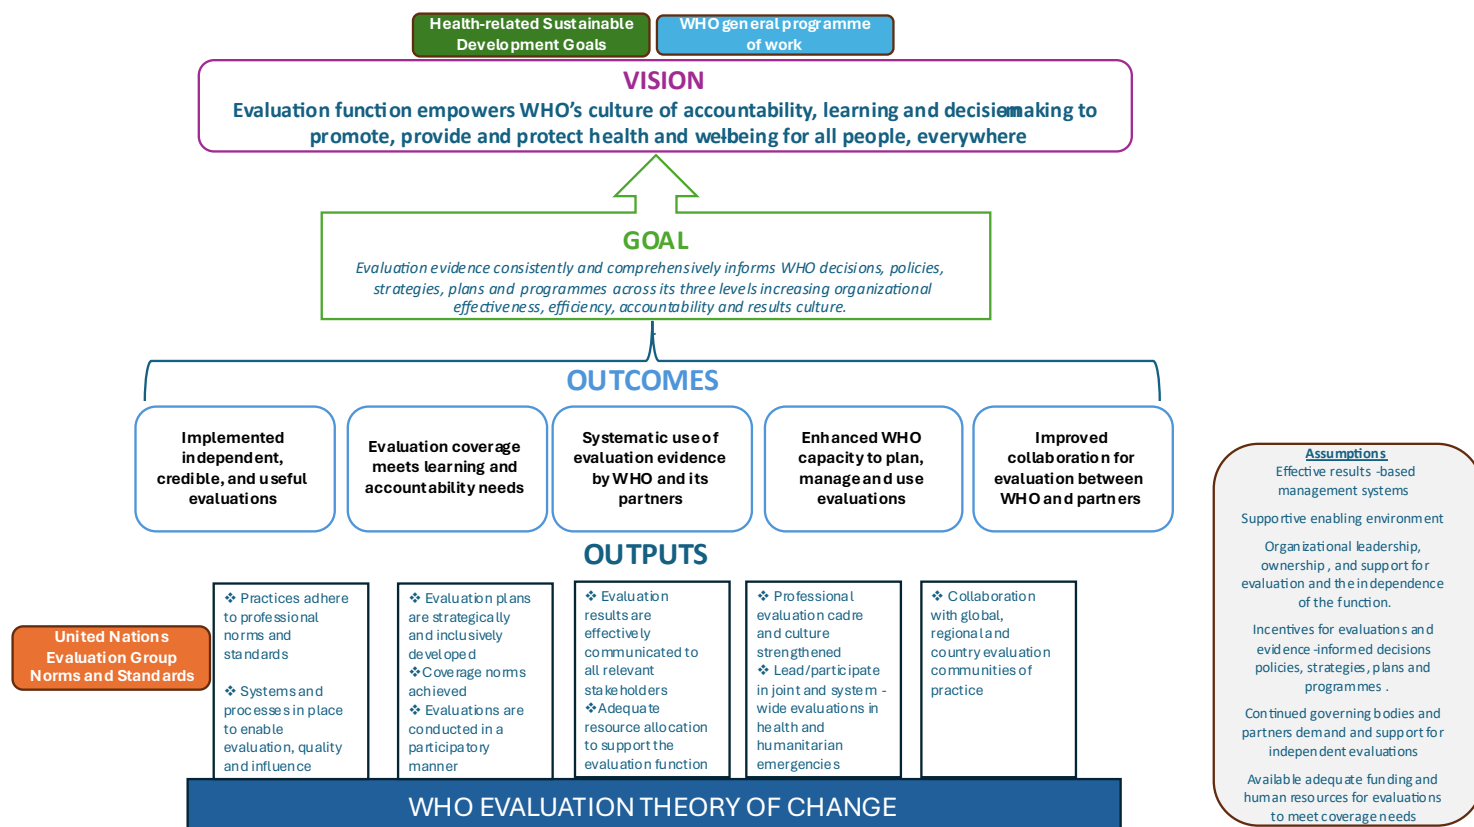 Health-related Sustainable
Development Goals
WHO general programme
of work
VISION
Evaluation function empowers WHO's culture of accountability, learning and decision-making to
promote, provide and protect health and well-being for all people, everywhere
GOAL
Evaluation evidence consistently and comprehensively informs WHO decisions, policies,
strategies, plans and programmes across its three levels increasing organizational
effectiveness, efficiency, accountability and results culture.
OUTCOMES
Implemented
independent,
credible, and useful
evaluations
Evaluation coverage
meets learning and
accountability needs
Systematic use of
evaluation evidence
by WHO and its
partners
Enhanced WHO
capacity to plan,
manage and use
evaluations
Improved
collaboration for
evaluation between
WHO and partners
OUTPUTS
United Nations
Evaluation Group
Norms and Standards
❖ Practices adhere
to professional
norms and
standards
❖ Systems and
processes in place
to enable
evaluation, quality
and influence
❖ Evaluation plans
are strategically
and inclusively
developed
❖Coverage norms
achieved
❖ Evaluations are
conducted in a
participatory
manner
❖ Evaluation
results are
effectively
communicated to
all relevant
stakeholders
❖Adequate
resource allocation
to support the
evaluation function
❖ Professional
evaluation cadre
and culture
strengthened
❖ Lead/participate
in joint and system -
wide evaluations in
health and
humanitarian
emergencies
❖ Collaboration
with global,
regional and
country evaluation
communities of
practice
WHO EVALUATION THEORY OF CHANGE
Assumptions
Effective results -based
management systems
Supportive enabling environment
Organizational leadership,
ownership , and support for
evaluation and the independence
of the function.
Incentives for evaluations and
evidence -informed decisions
policies, strategies, plans and
programmes .
Continued governing bodies and
partners demand and support for
independent evaluations
Available adequate funding and
human resources for evaluations
to meet coverage needs